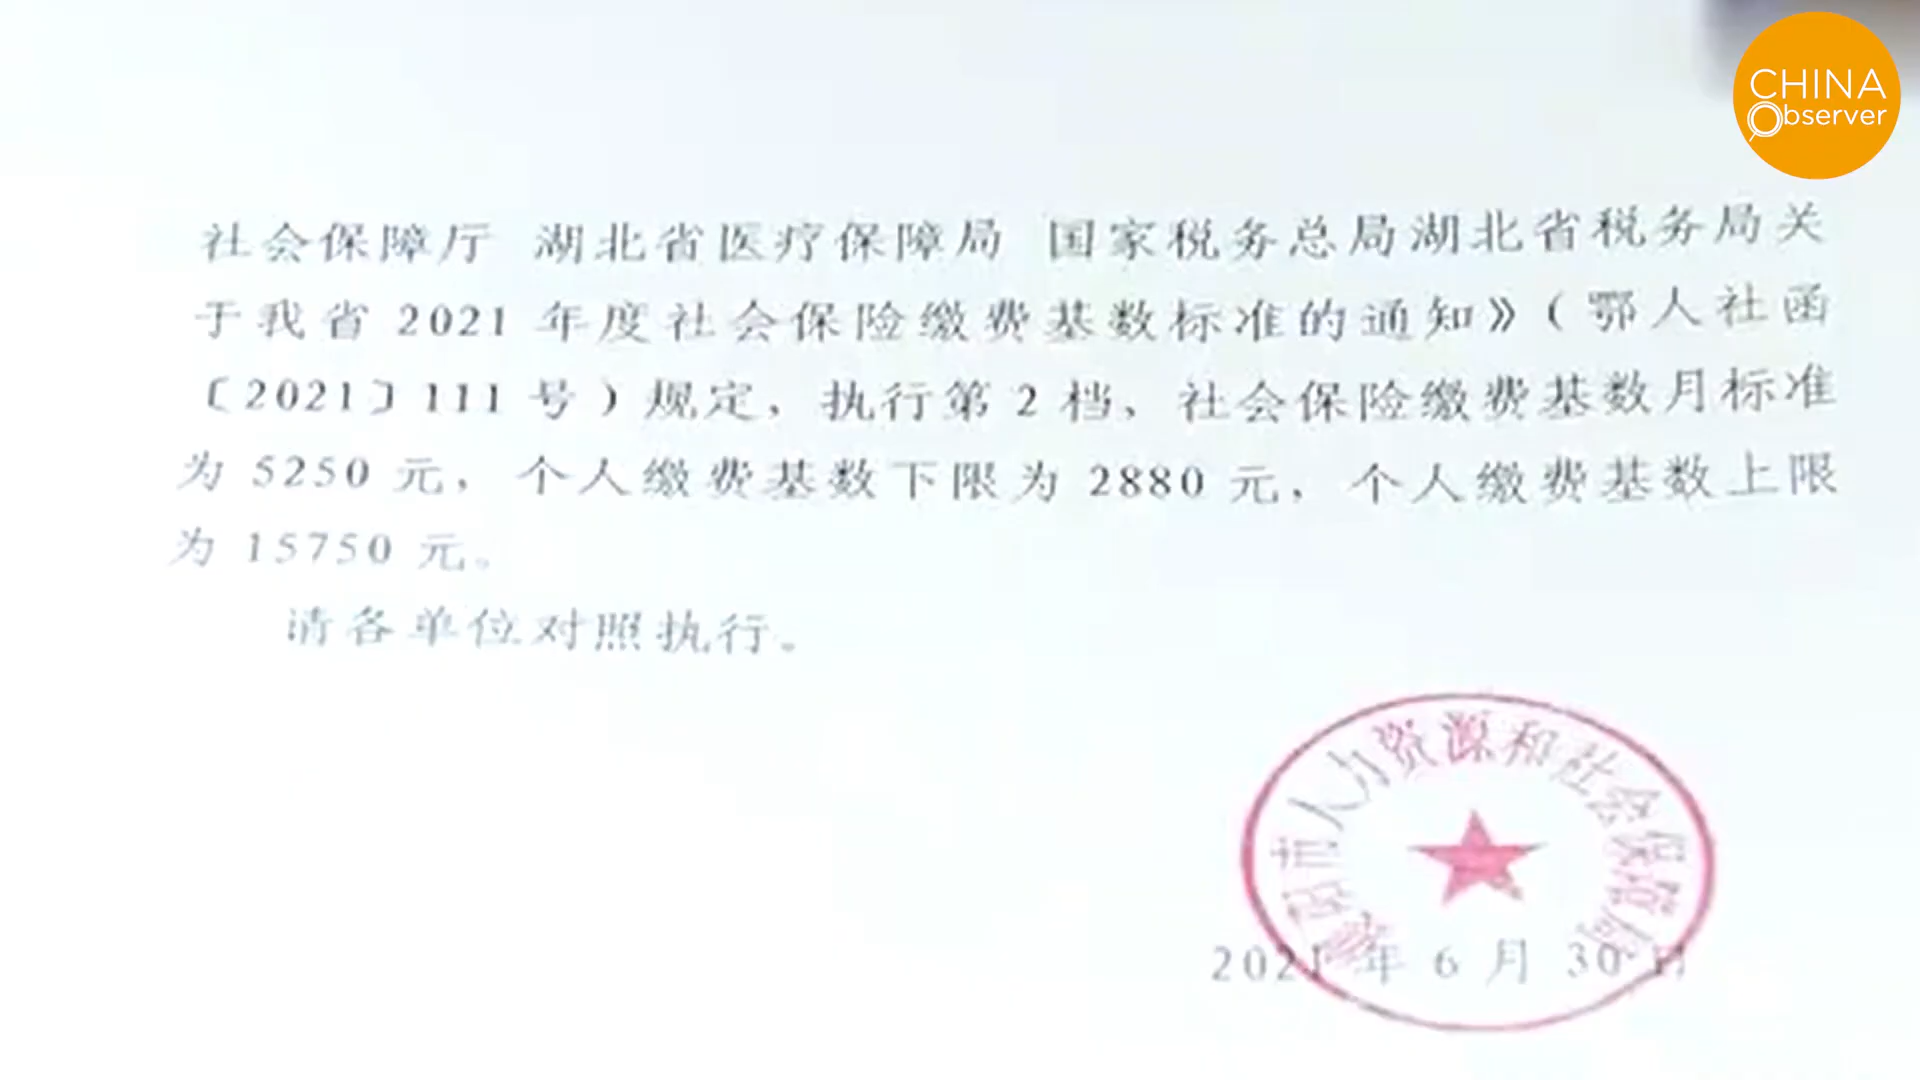 CHINA
Observer
社会保障厅 湖北省医疗保障局 国家税务总局湖北省税务局关
于我省 2021 年度社会保险缴费基数标准的通知》（鄂人社函
〔2021〕111 号）规定，执行第 2 档，社会保险缴费基数月标准
为 5250 元，个人缴费基数下限为 2880 元，个人缴费基数上限
为 15750 元。
请各单位对照执行。
市人力资源和社会保障局
2021 年 6 月 30 日